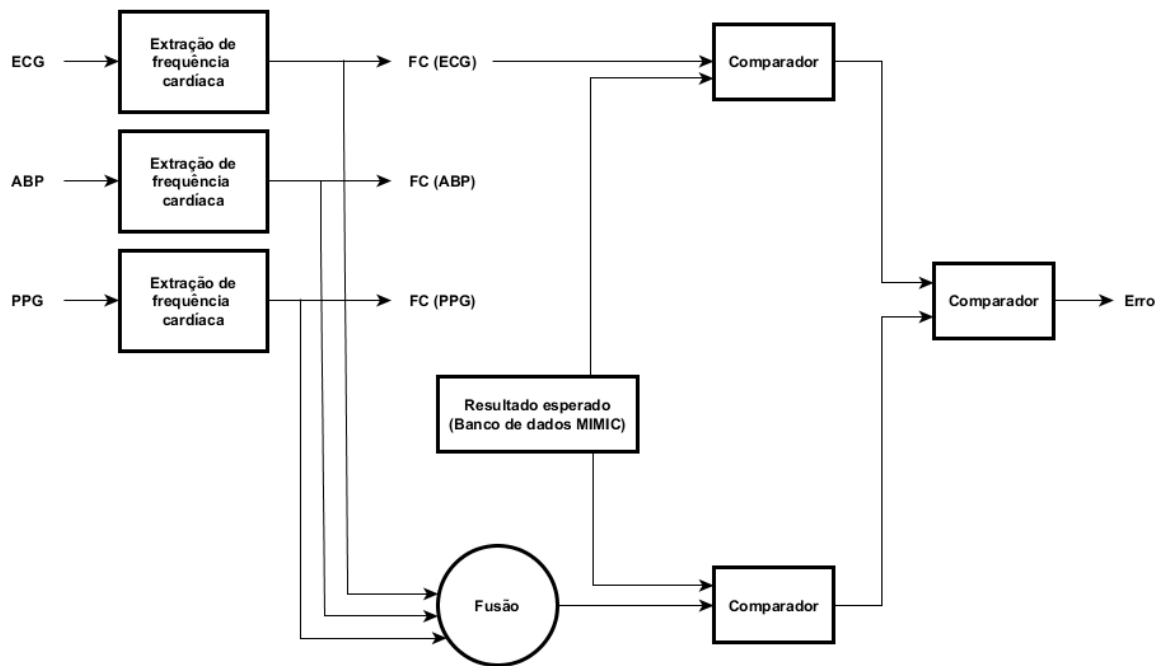 ECG
Extração de
frequência
cardíaca
FC (ECG)
Comparador
ABP
Extração de
frequência
cardíaca
FC (ABP)
PPG
Extração de
frequência
cardíaca
FC (PPG)
Comparador
Erro
Resultado esperado
(Banco de dados MIMIC)
Fusão
Comparador